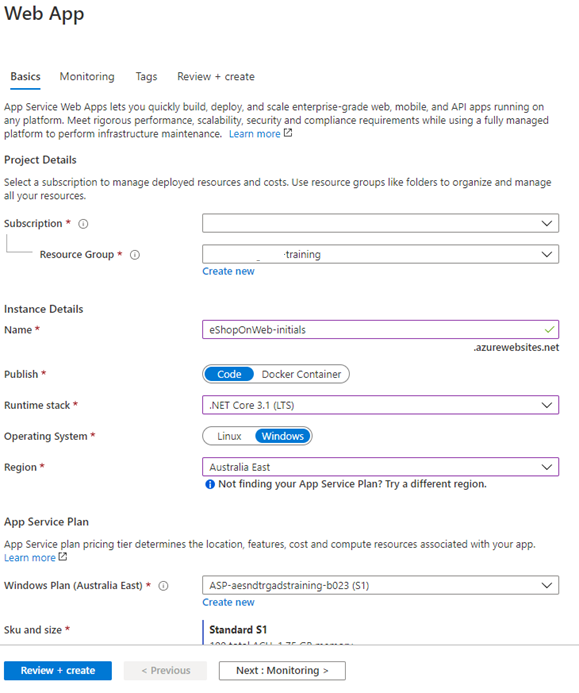 Web App
Basics Monitoring Tags Review + create
App Service Web Apps lets you quickly build, deploy, and scale enterprise-grade web, mobile, and API apps running on
any platform. Meet rigorous performance, scalability, security and compliance requirements while using a fully managed
platform to perform infrastructure maintenance. Learn more
Project Details
Select a subscription to manage deployed resources and costs. Use resource groups like folders to organize and manage
all your resources.
Subscription *
Resource Group * training
Create new
Instance Details
Name * eShopOnWeb-initials
.azurewebsites.net
Publish * Code Docker Container
Runtime stack * .NET Core 3.1 (LTS)
Operating System * Linux Windows
Region * Australia East
Not finding your App Service Plan? Try a different region.
App Service Plan
App Service plan pricing tier determines the location, features, cost and compute resources associated with your app.
Learn more
Windows Plan (Australia East) * ASP-aesndtrgadstraining-b023 (S1)
Create new
Sku and size * Standard S1
Review + create < Previous Next : Monitoring >